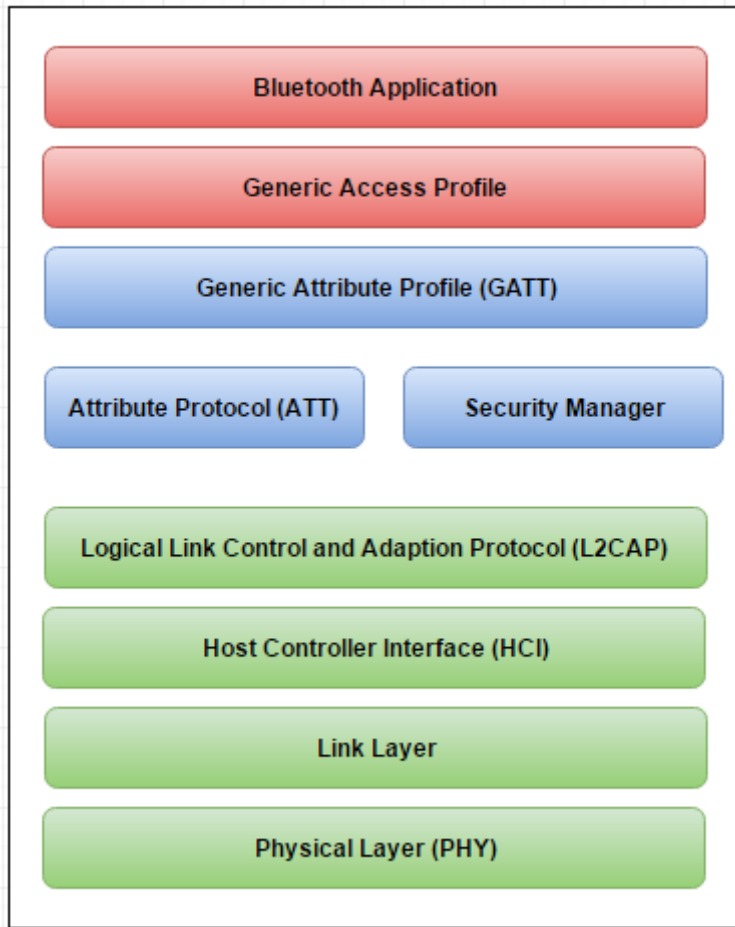 Bluetooth Application
Generic Access Profile
Generic Attribute Profile (GATT)
Attribute Protocol (ATT)
Security Manager
Logical Link Control and Adaption Protocol (L2CAP)
Host Controller Interface (HCI)
Link Layer
Physical Layer (PHY)